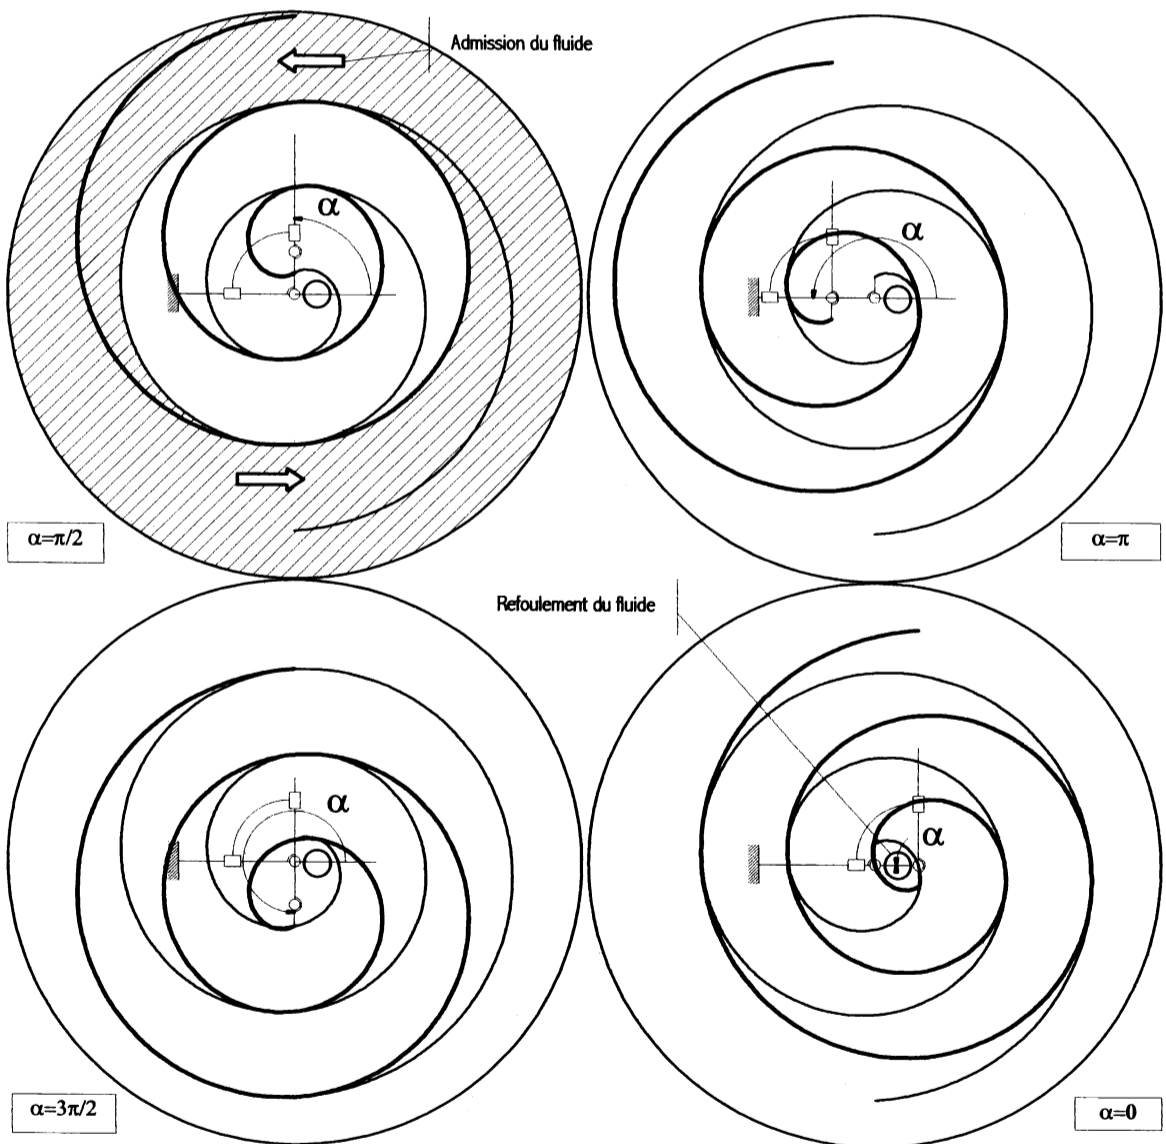 Admission du fluide
α
α
α=π/2
α=π
Refoulement du fluide
α
α
α=3π/2
α=0